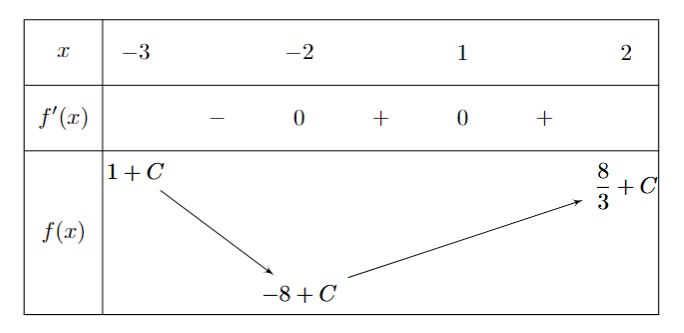 x −3 −2 1 2
f′(x) − 0 + 0 +
f(x) 1 + C −8 + C 8/3 + C